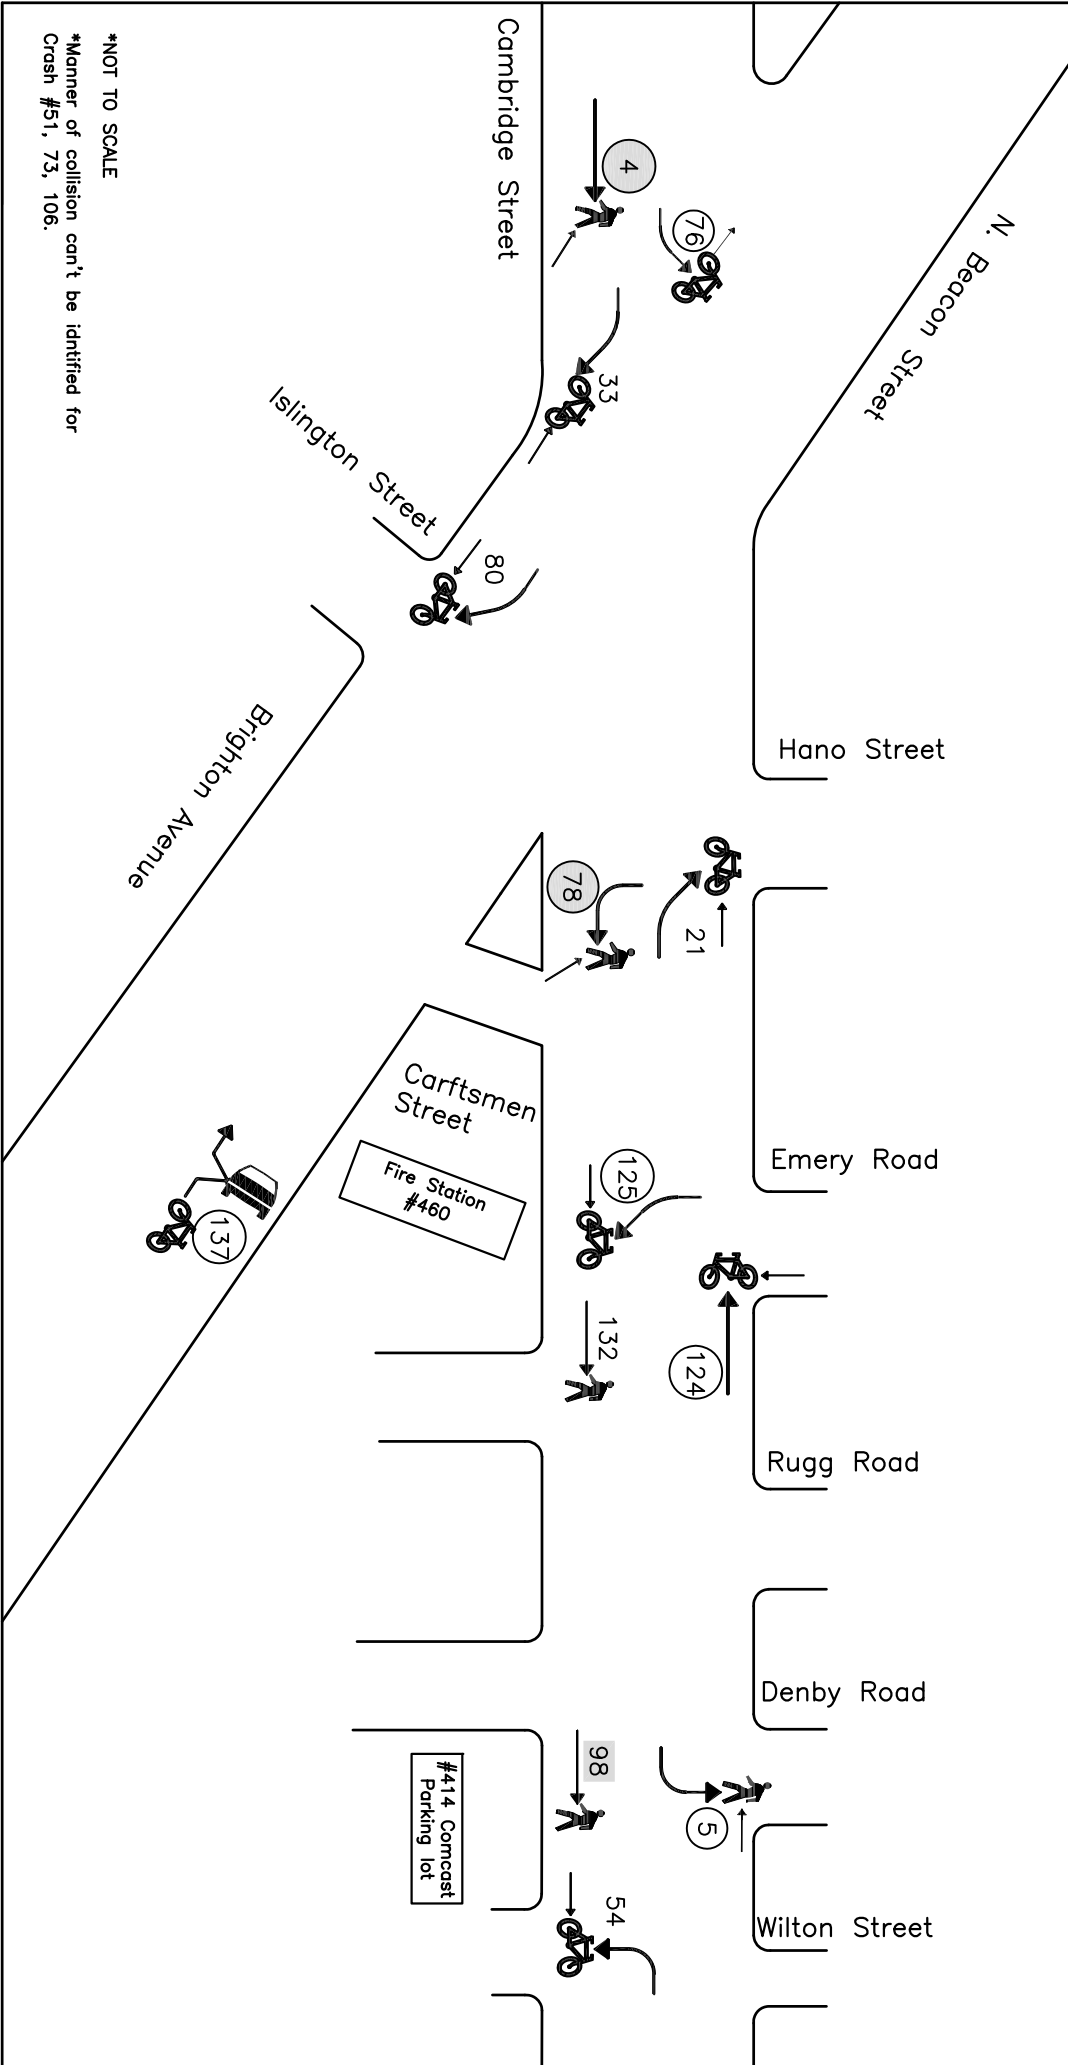 Cambridge Street
N. Beacon Street
4
76
33
Islington Street
80
Brighton Avenue
Hano Street
78
21
Carftsmen
Street
Fire Station
#460
Emery Road
125
124
137
132
Rugg Road
Denby Road
98
5
#414 Comcast
Parking lot
54
Wilton Street
*NOT TO SCALE
*Manner of collision can't be idntified for
Crash #51, 73, 106.